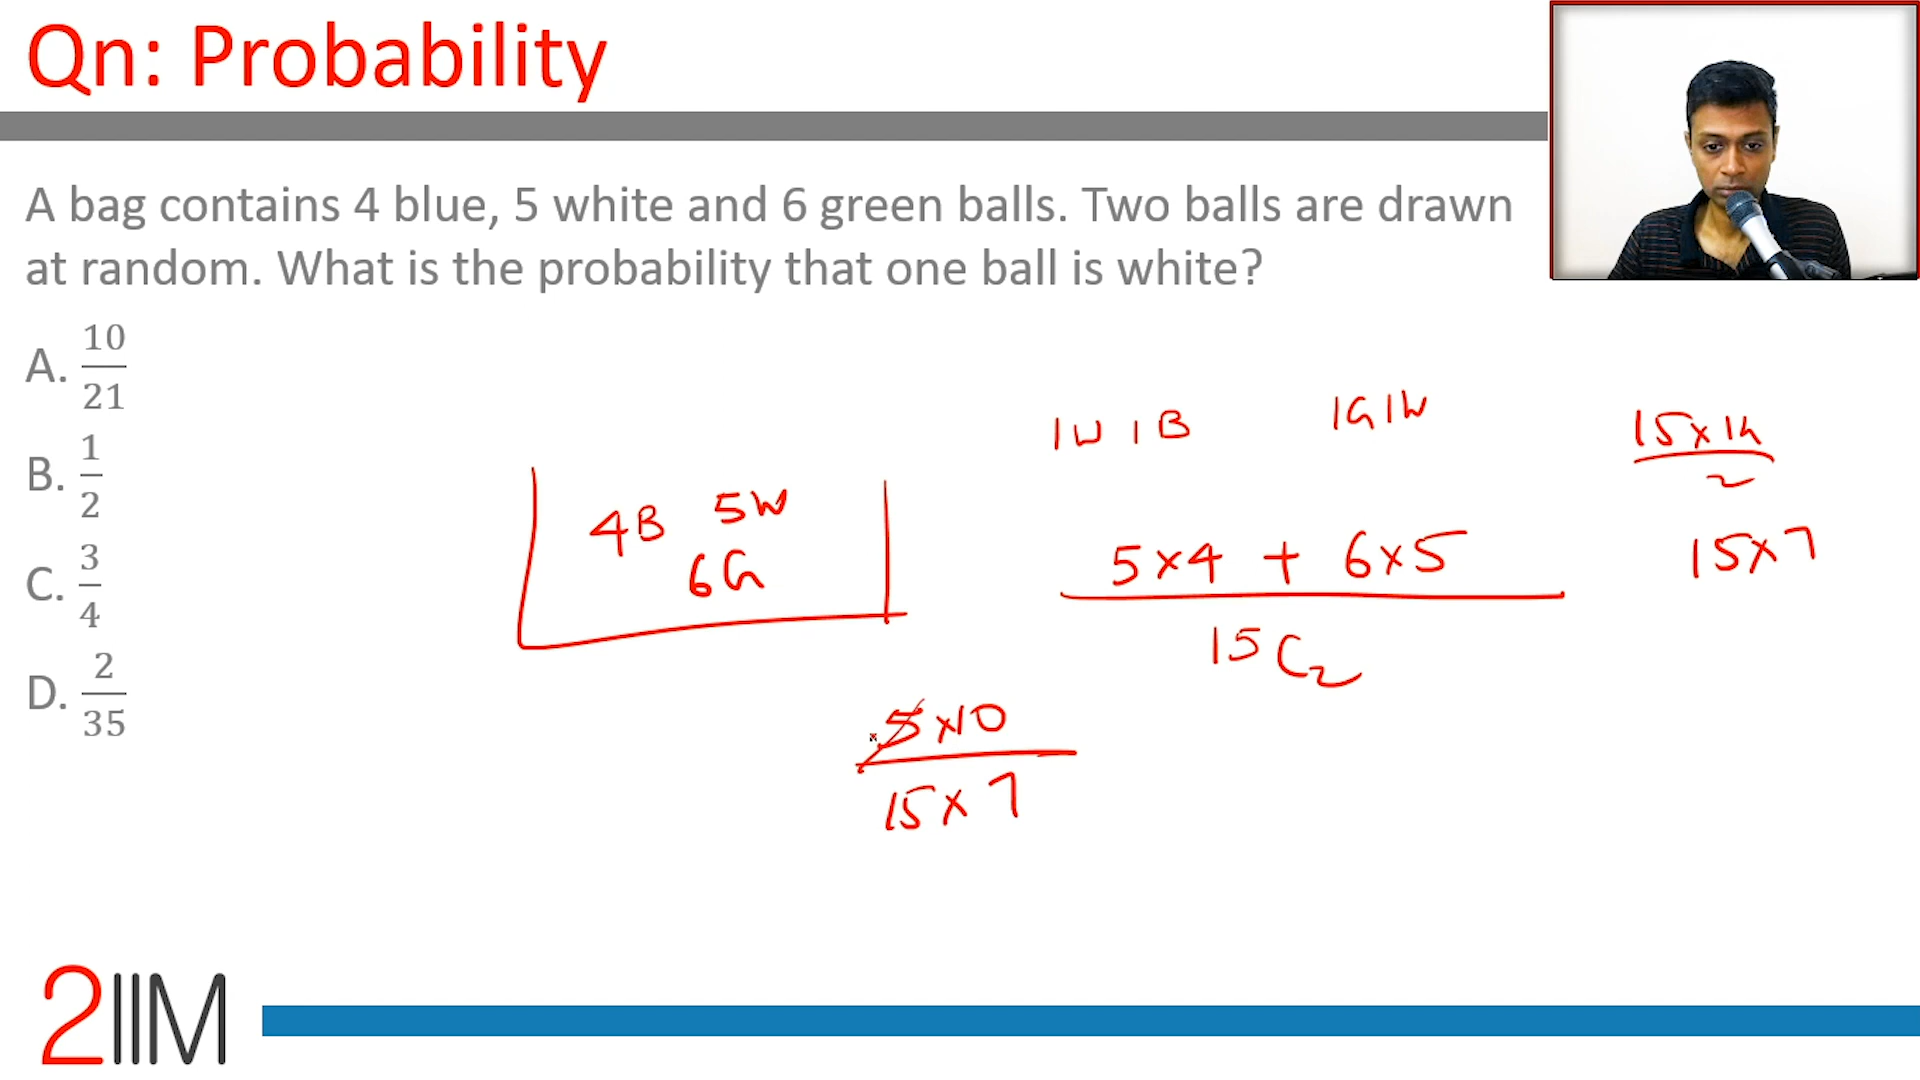 Qn: Probability
A bag contains 4 blue, 5 white and 6 green balls. Two balls are drawn
at random. What is the probability that one ball is white?
A. 10/21
B. 1/2
C. 3/4
D. 2/35
4B 5W
6G
1W 1B
1G 1W
5×4 + 6×5
15C2
15×14
2
15×7
5×10
15×7
2IIM